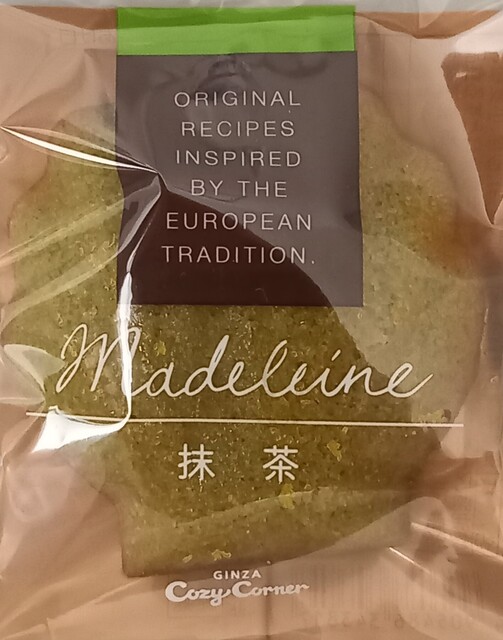 ORIGINAL
RECIPES
INSPIRED
BY THE
EUROPEAN
TRADITION.
Madeleine
抹茶
GINZA
Cozy Corner